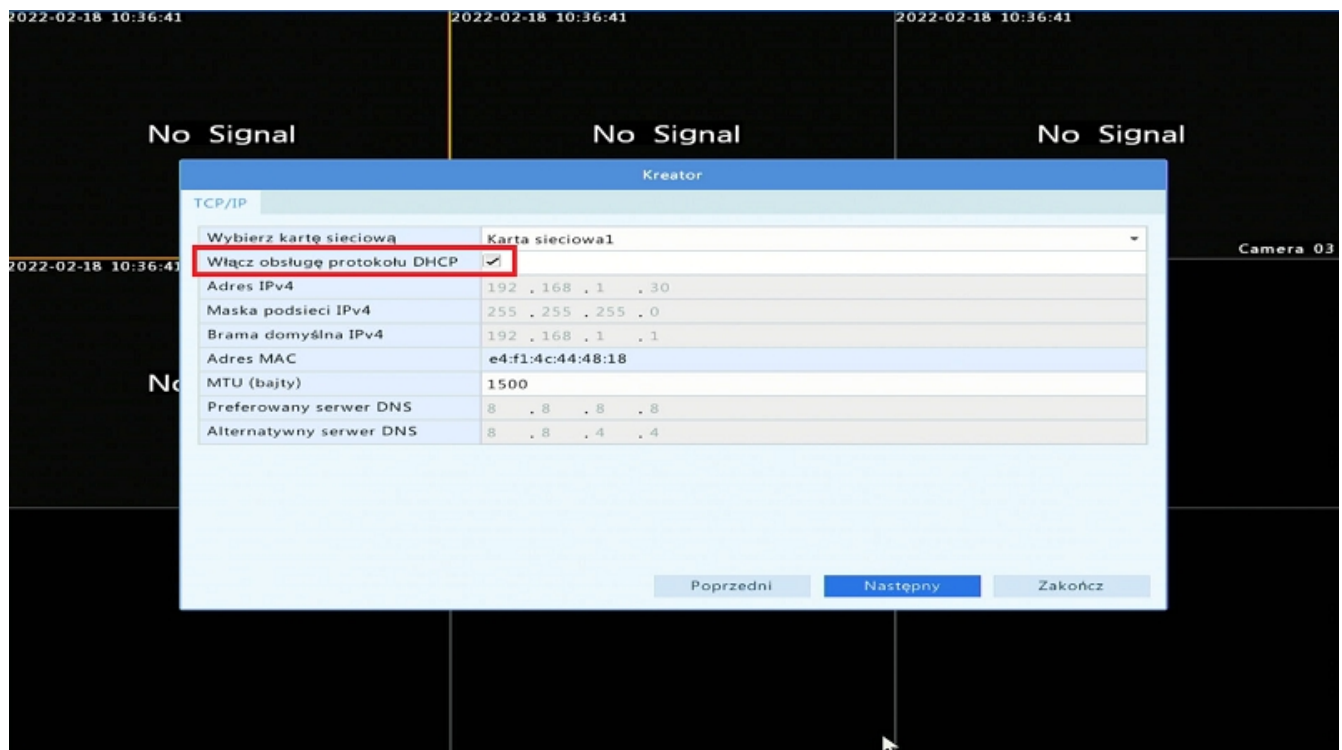 2022-02-18 10:36:41
2022-02-18 10:36:41
2022-02-18 10:36:41
No Signal
No Signal
No Signal
Camera 03
2022-02-18 10:36:41
No
Kreator
TCP/IP
Wybierz kartę sieciową Karta sieciowa1
Włącz obsługę protokołu DHCP
Adres IPv4 192 . 168 . 1 . 30
Maska podsieci IPv4 255 . 255 . 255 . 0
Brama domyślna IPv4 192 . 168 . 1 . 1
Adres MAC e4:f1:4c:44:48:18
MTU (bajty) 1500
Preferowany serwer DNS 8 . 8 . 8 . 8
Alternatywny serwer DNS 8 . 8 . 4 . 4
Poprzedni Następny Zakończ